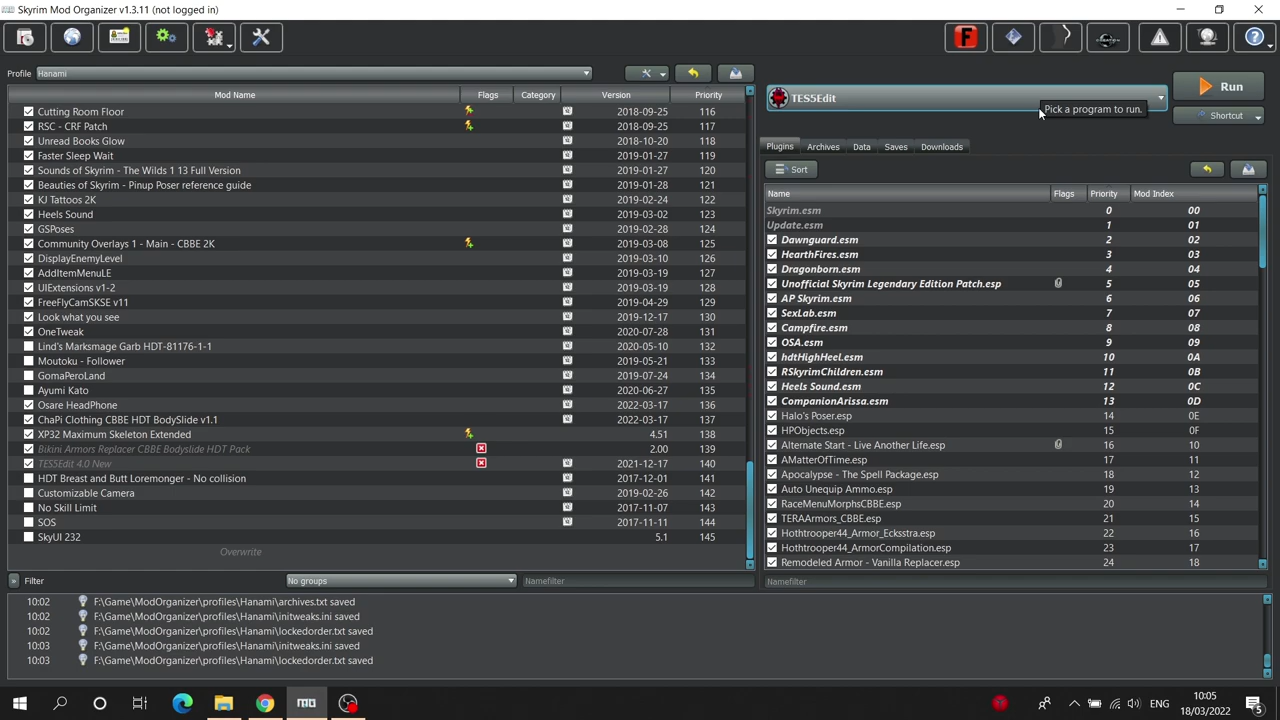 Skyrim Mod Organizer v1.3.11 (not logged in)
Profile Hanami
TES5Edit
Pick a program to run.
Run
Shortcut
Mod Name Flags Category Version Priority
Cutting Room Floor 2018-09-25 116
RSC - CRF Patch 2018-09-25 117
Unread Books Glow 2018-10-20 118
Faster Sleep Wait 2019-01-27 119
Sounds of Skyrim - The Wilds 1 13 Full Version 2019-01-27 120
Beauties of Skyrim - Pinup Poser reference guide 2019-01-28 121
KJ Tattoos 2K 2019-02-24 122
Heels Sound 2019-03-02 123
GSPoses 2019-02-28 124
Community Overlays 1 - Main - CBBE 2K 2019-03-08 125
DisplayEnemyLevel 2019-03-10 126
AddItemMenuLE 2019-03-19 127
UIExtensions v1-2 2019-03-19 128
FreeFlyCamSKSE v11 2019-04-29 129
Look what you see 2019-12-17 130
OneTweak 2020-07-28 131
Lind's Marksmage Garb HDT-81176-1-1 2020-05-10 132
Moutoku - Follower 2019-05-21 133
GomaPeroLand 2019-07-24 134
Ayumi Kato 2020-06-27 135
Osare HeadPhone 2022-03-17 136
ChaPi Clothing CBBE HDT BodySlide v1.1 2022-03-17 137
XP32 Maximum Skeleton Extended 4.51 138
Bikini Armors Replacer CBBE Bodyslide HDT Pack 2.00 139
TES5Edit 4.0 New 2021-12-17 140
HDT Breast and Butt Loremonger - No collision 2017-12-01 141
Customizable Camera 2019-02-26 142
No Skill Limit 2017-11-07 143
SOS 2017-11-11 144
SkyUI 232 5.1 145
Overwrite
» Filter No groups Namefilter
Plugins Archives Data Saves Downloads
Sort
Name Flags Priority Mod Index
Skyrim.esm 0 00
Update.esm 1 01
Dawnguard.esm 2 02
HearthFires.esm 3 03
Dragonborn.esm 4 04
Unofficial Skyrim Legendary Edition Patch.esp 5 05
AP Skyrim.esm 6 06
SexLab.esm 7 07
Campfire.esm 8 08
OSA.esm 9 09
hdtHighHeel.esm 10 0A
RSkyrimChildren.esm 11 0B
Heels Sound.esm 12 0C
CompanionArissa.esm 13 0D
Halo's Poser.esp 14 0E
HPObjects.esp 15 0F
Alternate Start - Live Another Life.esp 16 10
AMatterOfTime.esp 17 11
Apocalypse - The Spell Package.esp 18 12
Auto Unequip Ammo.esp 19 13
RaceMenuMorphsCBBE.esp 20 14
TERAArmors_CBBE.esp 21 15
Hothtrooper44_Armor_Ecksstra.esp 22 16
Hothtrooper44_ArmorCompilation.esp 23 17
Remodeled Armor - Vanilla Replacer.esp 24 18
Namefilter
10:02 F:\Game\ModOrganizer\profiles\Hanami\archives.txt saved
10:02 F:\Game\ModOrganizer\profiles\Hanami\initweaks.ini saved
10:02 F:\Game\ModOrganizer\profiles\Hanami\lockedorder.txt saved
10:03 F:\Game\ModOrganizer\profiles\Hanami\initweaks.ini saved
10:03 F:\Game\ModOrganizer\profiles\Hanami\lockedorder.txt saved
ENG
10:05
18/03/2022
5